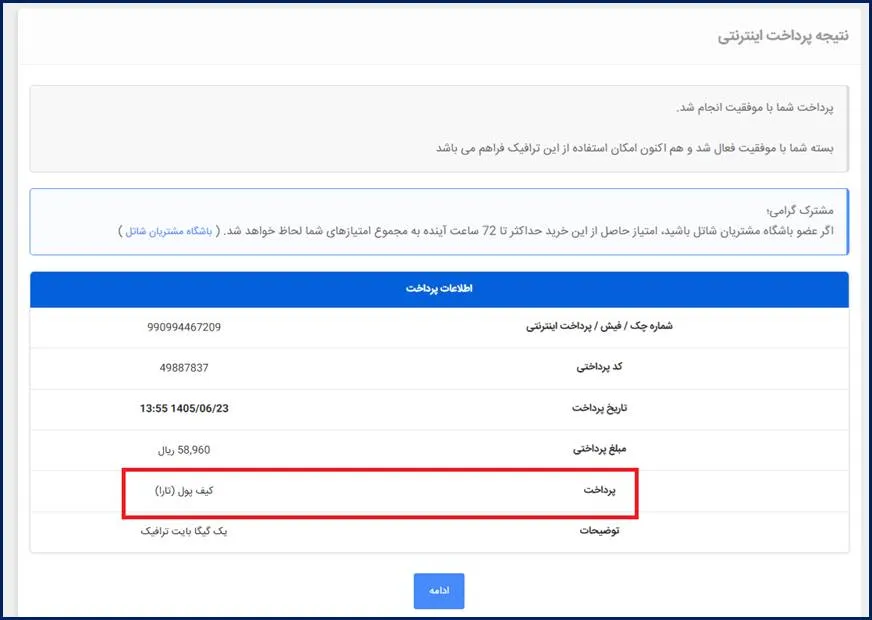 نتیجه پرداخت اینترنتی
پرداخت شما با موفقیت انجام شد.
بسته شما با موفقیت فعال شد و هم اکنون امکان استفاده از این ترافیک فراهم می باشد
مشترک گرامی؛
اگر عضو باشگاه مشتریان شاتل باشید، امتیاز حاصل از این خرید حداکثر تا 72 ساعت آینده به مجموع امتیازهای شما لحاظ خواهد شد. ( باشگاه مشتریان شاتل )
اطلاعات پرداخت
شماره چک / فیش / پرداخت اینترنتی 990994467209
کد پرداختی 49887837
تاریخ پرداخت 1405/06/23 13:55
مبلغ پرداختی 58,960 ریال
پرداخت کیف پول (تارا)
توضیحات یک گیگا بایت ترافیک
ادامه